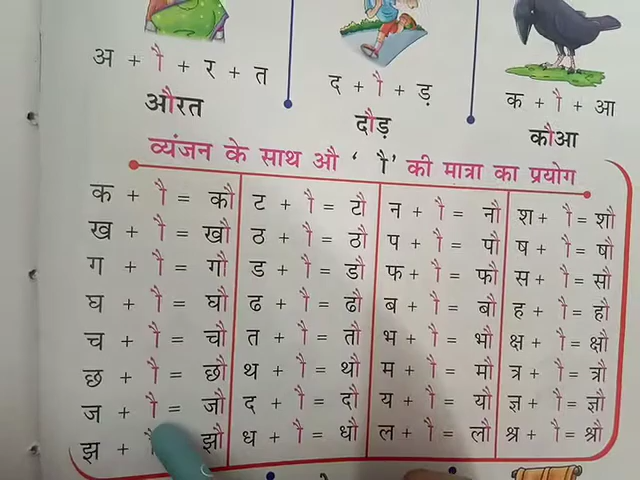 अ + ौ + र + त
औरत
द + ौ + ड़
दौड़
क + ौ + आ
कौआ
व्यंजन के साथ औ ‘ ौ’ की मात्रा का प्रयोग
क + ौ = कौ
ख + ौ = खौ
ग + ौ = गौ
घ + ौ = घौ
च + ौ = चौ
छ + ौ = छौ
ज + ौ = जौ
झ + ौ झौ
ट + ौ = टौ
ठ + ौ = ठौ
ड + ौ = डौ
ढ + ौ = ढौ
त + ौ = तौ
थ + ौ = थौ
द + ौ = दौ
ध + ौ = धौ
न + ौ = नौ
प + ौ = पौ
फ + ौ = फौ
ब + ौ = बौ
भ + ौ = भौ
म + ौ = मौ
य + ौ = यौ
ल + ौ = लौ
श + ौ = शौ
ष + ौ = षौ
स + ौ = सौ
ह + ौ = हौ
क्ष + ौ = क्षौ
त्र + ौ = त्रौ
ज्ञ + ौ = ज्ञौ
श्र + ौ = श्रौ